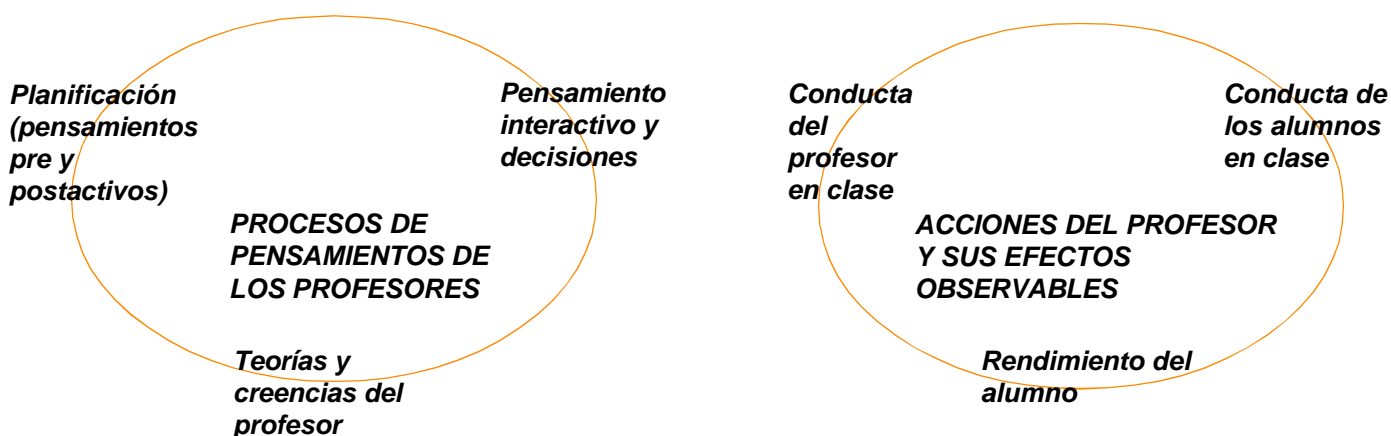 Planificación
(pensamientos
pre y
postactivos)
Pensamiento
interactivo y
decisiones
PROCESOS DE
PENSAMIENTOS DE
LOS PROFESORES
Teorías y
creencias del
profesor
Conducta
del
profesor
en clase
Conducta de
los alumnos
en clase
ACCIONES DEL PROFESOR
Y SUS EFECTOS
OBSERVABLES
Rendimiento del
alumno